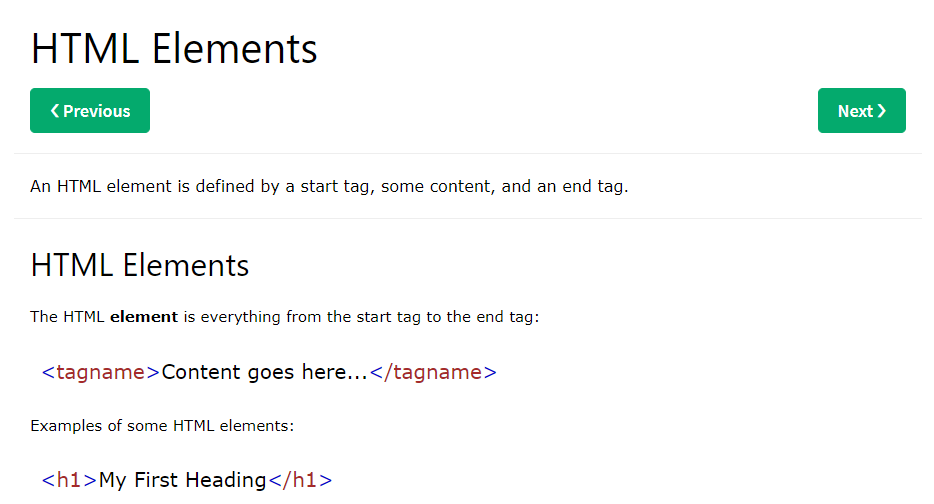 HTML Elements
❮ Previous
Next ❯
An HTML element is defined by a start tag, some content, and an end tag.
HTML Elements
The HTML element is everything from the start tag to the end tag:
<tagname>Content goes here...</tagname>
Examples of some HTML elements:
<h1>My First Heading</h1>